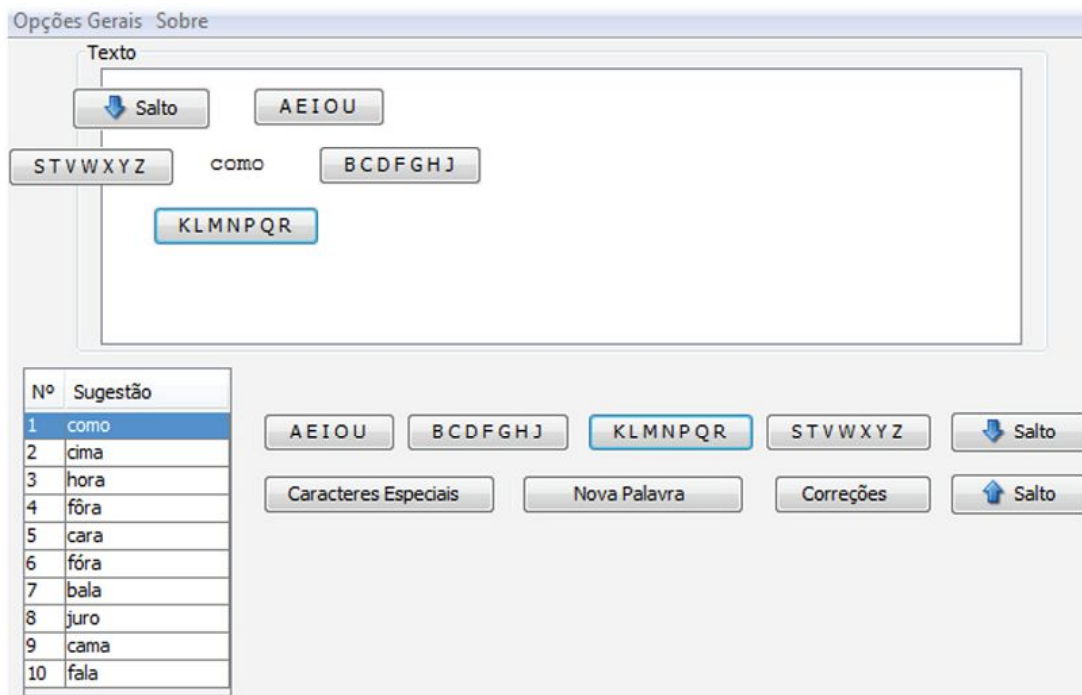 Opções Gerais Sobre
Texto
Salto A E I O U
S T V W X Y Z como B C D F G H J
K L M N P Q R
Nº Sugestão
1 como
2 cima
3 hora
4 fôra
5 cara
6 fóra
7 bala
8 juro
9 cama
10 fala
A E I O U B C D F G H J K L M N P Q R S T V W X Y Z Salto
Caracteres Especiais Nova Palavra Correções Salto